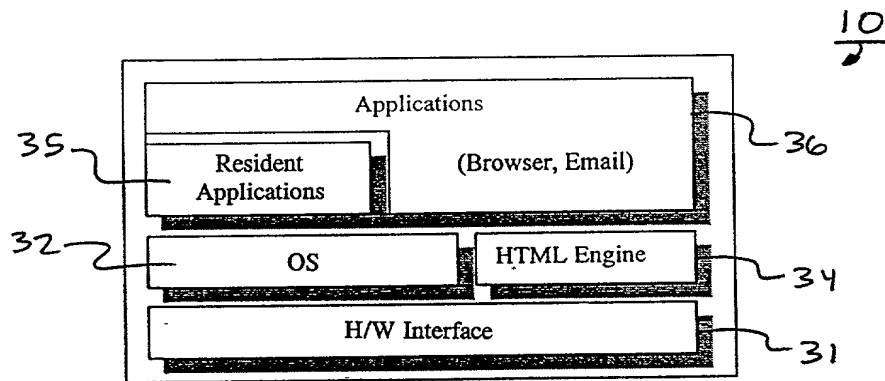 10
Applications
35
Resident
Applications
(Browser, Email)
36
32
OS
HTML Engine
34
H/W Interface
31